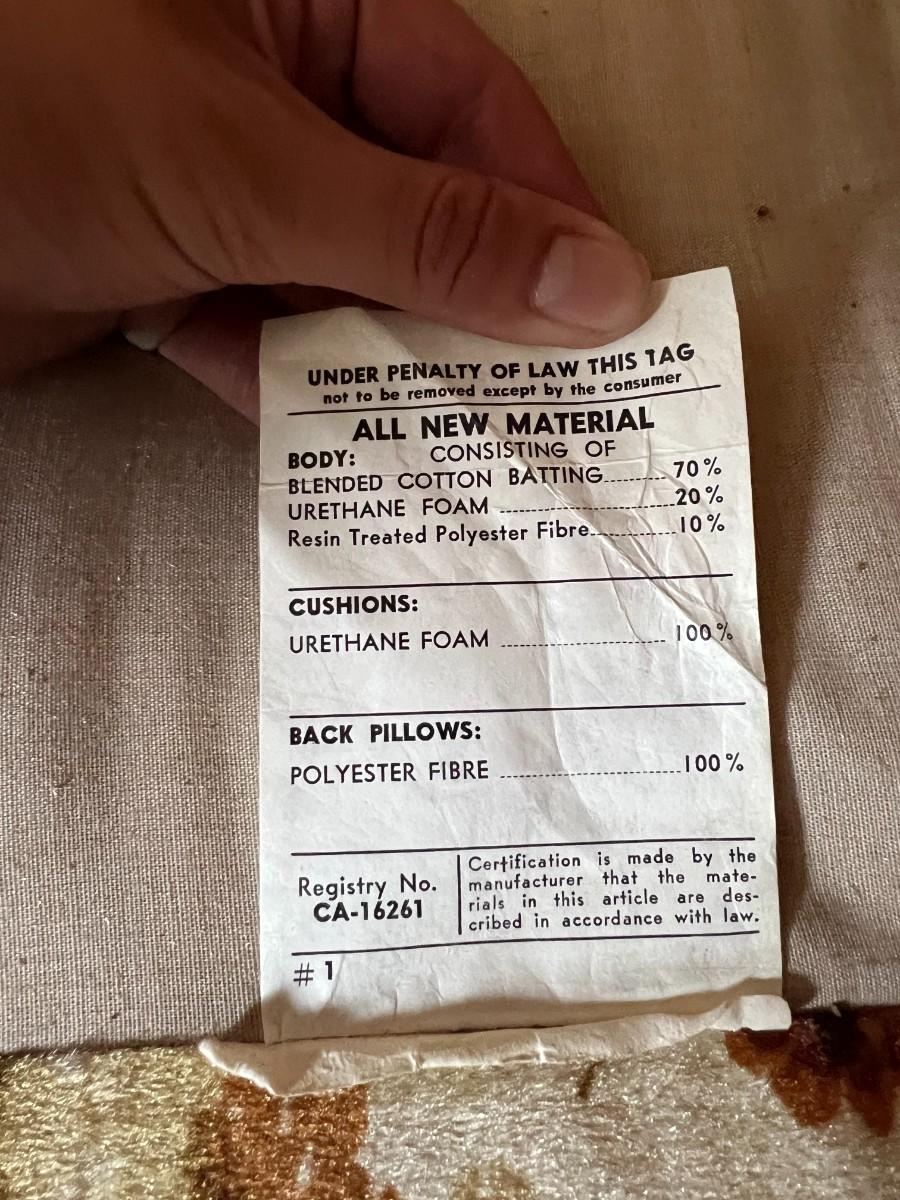 UNDER PENALTY OF LAW THIS TAG
not to be removed except by the consumer
ALL NEW MATERIAL
CONSISTING OF
BODY:
BLENDED COTTON BATTING 70%
URETHANE FOAM 20%
Resin Treated Polyester Fibre 10%
CUSHIONS:
URETHANE FOAM 100%
BACK PILLOWS:
POLYESTER FIBRE 100%
Registry No.
CA-16261
Certification is made by the
manufacturer that the mate-
rials in this article are des-
cribed in accordance with law.
# 1